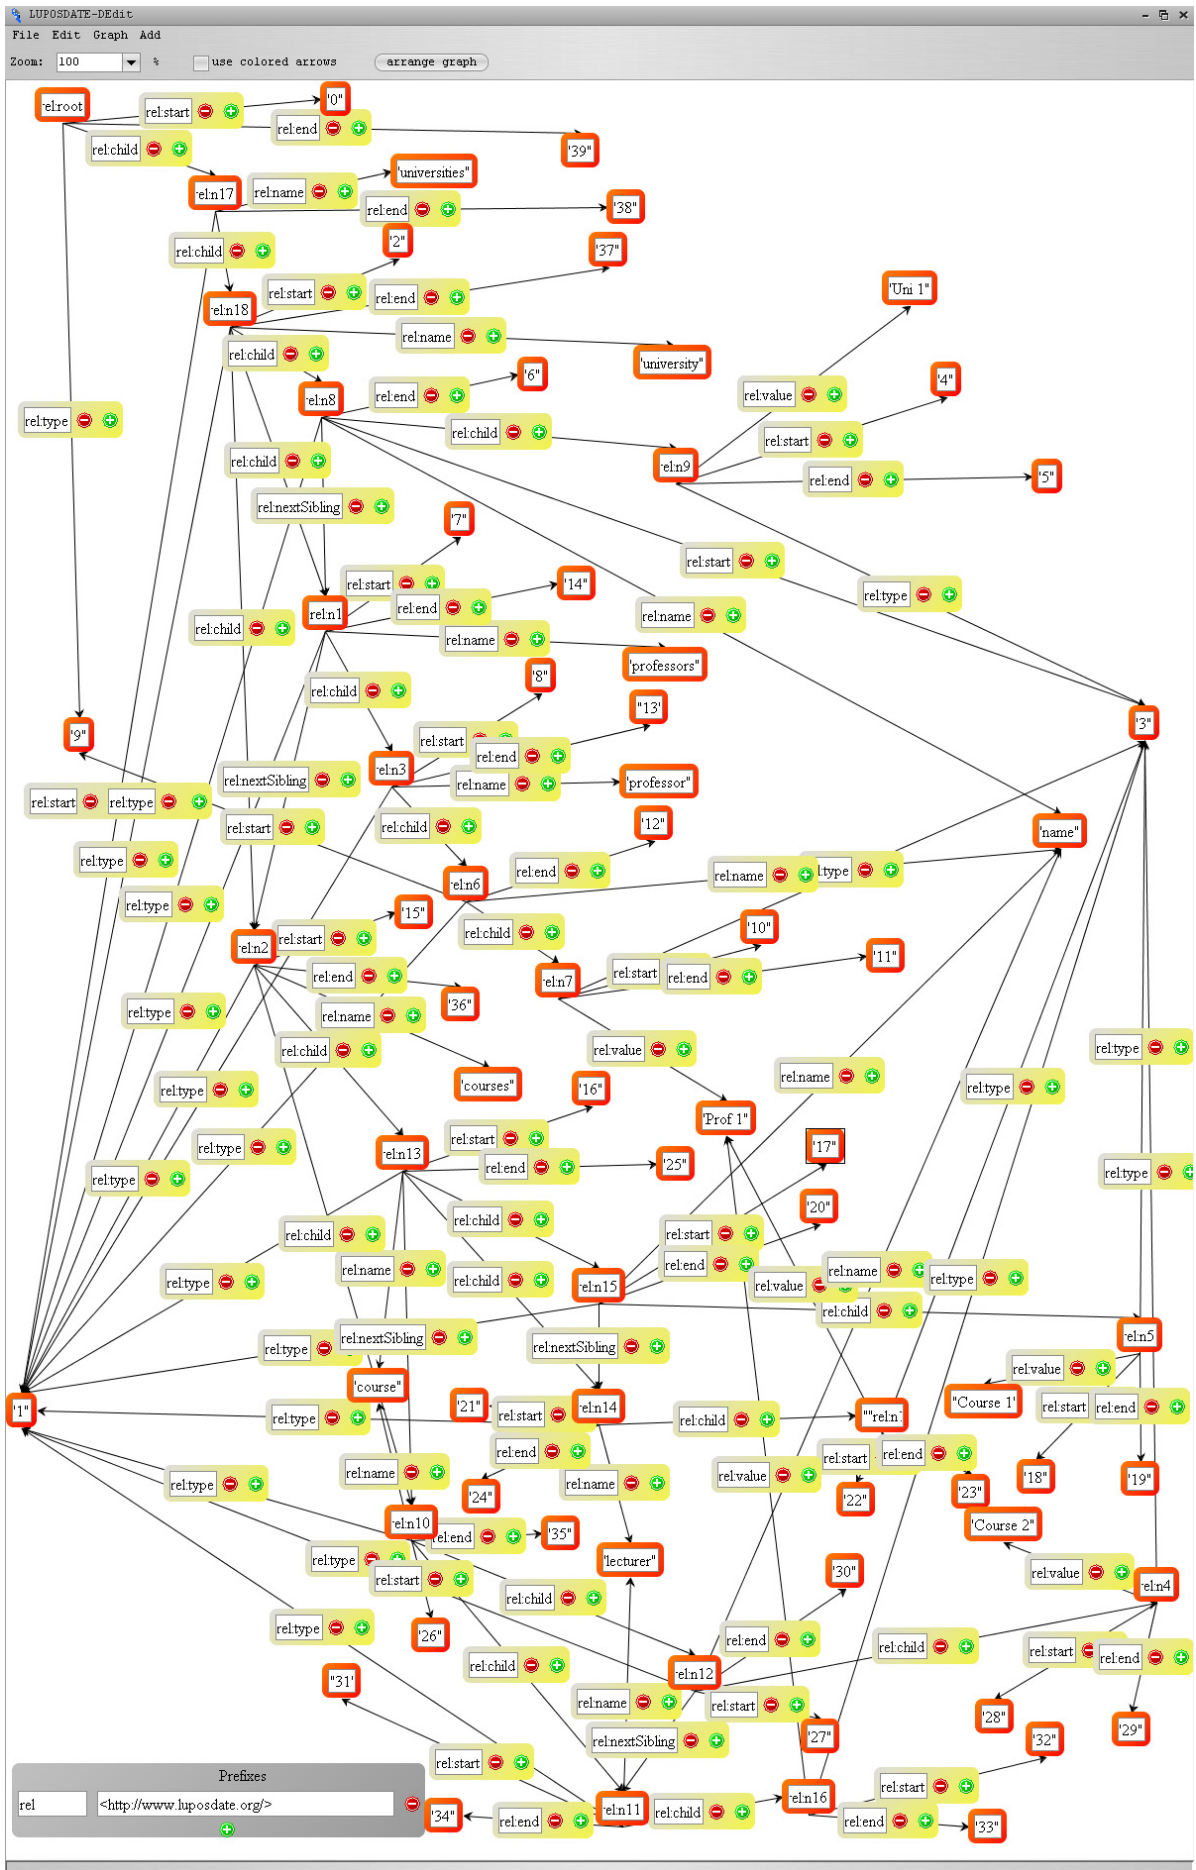 LUPOSDATE-DEdit
File Edit Graph Add
Zoom: 100 % use colored arrows arrange graph
rel:root rel:start '0"
rel:end
rel:child '39"
rel:n17 rel:name 'universities"
rel:end '38"
rel:child '2" '37"
rel:n18 rel:start rel:end 'Uni 1"
rel:name
rel:child 'university"
rel:n8 rel:end '6" rel:value '4"
rel:type rel:child rel:start
rel:child rel:n9 rel:end '5"
rel:nextSibling '7"
rel:start
rel:start '14" rel:type
rel:n1 rel:end rel:name
rel:child rel:name
'professors"
rel:child '8" "13'
rel:start '3"
'9" rel:end
rel:nextSibling rel:n3 rel:name 'professor"
rel:start rel:type
rel:start rel:child '12" 'name"
rel:type rel:end
rel:n6 rel:name l:type
rel:type '15"
rel:n2 rel:start rel:child '10"
rel:end rel:n7 rel:start rel:end '11"
rel:type rel:name '36"
rel:child rel:value rel:type
rel:type 'courses" '16" rel:name rel:type
'Prof 1"
rel:type rel:n13 rel:start '17"
rel:type rel:end '25" rel:type
rel:child rel:child '20"
rel:start
rel:type rel:name rel:child rel:end
rel:n15 rel:value rel:name rel:type
rel:child
rel:type rel:nextSibling rel:nextSibling rel:n5
rel:value
'1" 'course" '21" rel:start rel:n14 "Course 1'
rel:type rel:child ""rel:n1 rel:start rel:end
rel:name rel:end rel:start rel:end
rel:type rel:name rel:value '18" '19"
'24" '22" '23"
rel:n10 rel:end '35" 'Course 2"
rel:type 'lecturer" '30"
rel:start rel:value rel:n4
rel:child
rel:type '26" rel:end rel:child rel:start rel:end
rel:child rel:n12
"31' rel:name rel:start '28" '29"
rel:nextSibling '27" '32"
rel:start
Prefixes rel:start
rel <http://www.luposdate.org/> '34" rel:end rel:n11 rel:child rel:n16 rel:end '33"